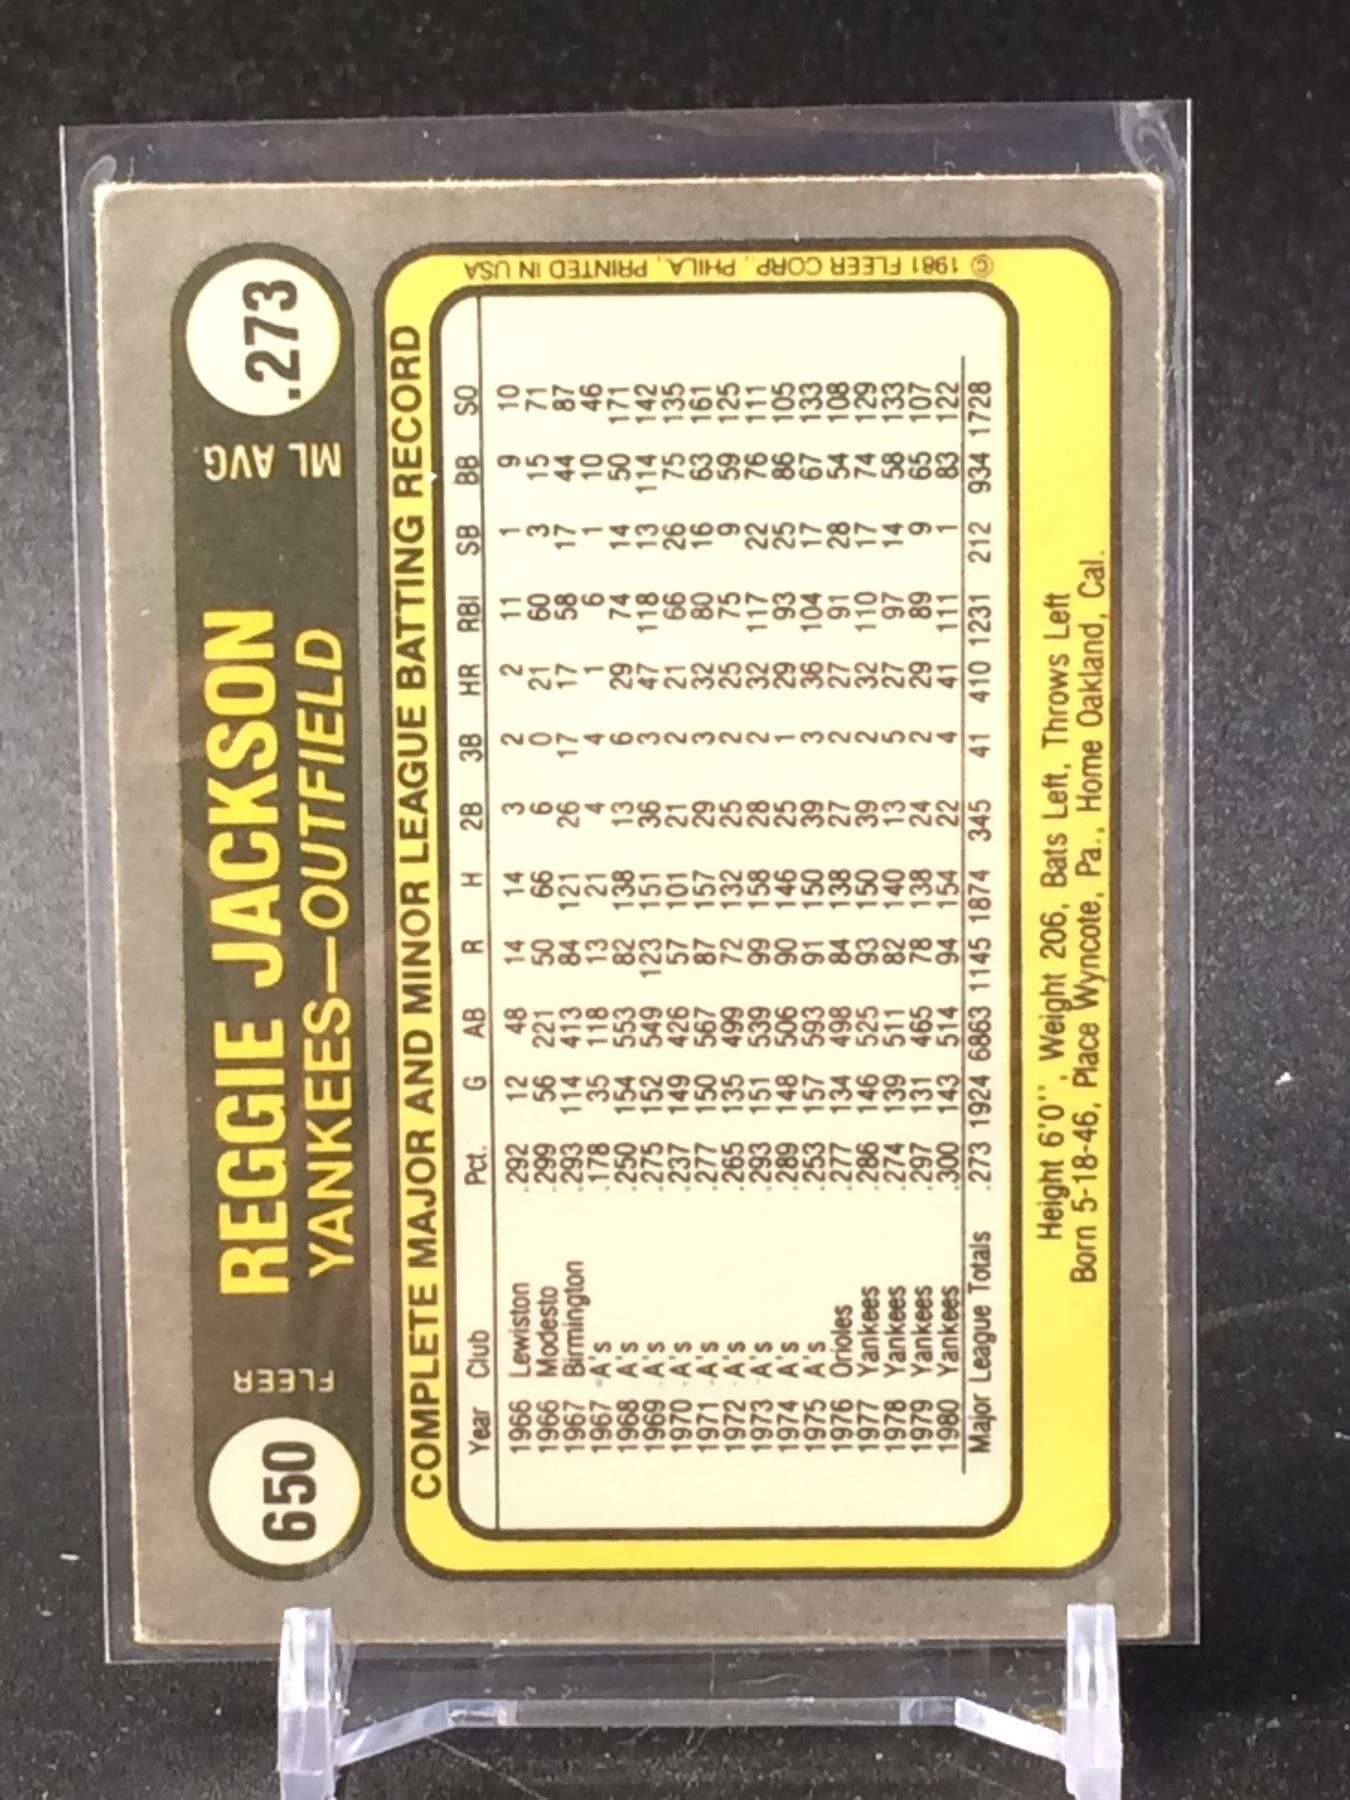 650 FLEER REGGIE JACKSON ML AVG. .273
YANKEES—OUTFIELD
COMPLETE MAJOR AND MINOR LEAGUE BATTING RECORD
Year Club Pct. G AB R H 2B 3B HR RBI SB BB SO
1966 Lewiston .292 12 48 14 14 3 2 2 11 1 9 10
1966 Modesto .299 56 221 50 66 6 0 21 60 3 15 71
1967 Birmington .293 114 413 84 121 26 17 17 58 17 44 87
1967 A's .178 35 118 13 21 4 4 1 6 1 10 46
1968 A's .250 154 553 82 138 13 6 29 74 14 50 171
1969 A's .275 152 549 123 151 36 3 47 118 13 114 142
1970 A's .237 149 426 57 101 21 2 21 66 26 75 135
1971 A's .277 150 567 87 157 29 3 32 80 16 63 161
1972 A's .265 135 499 72 132 25 2 25 75 9 59 125
1973 A's .293 151 539 99 158 28 2 32 117 22 76 111
1974 A's .289 148 506 90 146 25 1 29 93 25 86 105
1975 A's .253 157 593 91 150 39 3 36 104 17 67 133
1976 Orioles .277 134 498 84 138 27 2 27 91 28 54 108
1977 Yankees .286 146 525 93 150 39 2 32 110 17 74 129
1978 Yankees .274 139 511 82 140 13 5 27 97 14 58 133
1979 Yankees .297 131 465 78 138 24 2 29 89 9 65 107
1980 Yankees .300 143 514 94 154 22 4 41 111 1 83 122
Major League Totals .273 1924 6863 1145 1874 345 41 410 1231 212 934 1728
Height 6'0'', Weight 206, Bats Left, Throws Left
Born 5-18-46, Place Wyncote, Pa., Home Oakland, Cal.
© 1981 FLEER CORP., PHILA., PRINTED IN USA